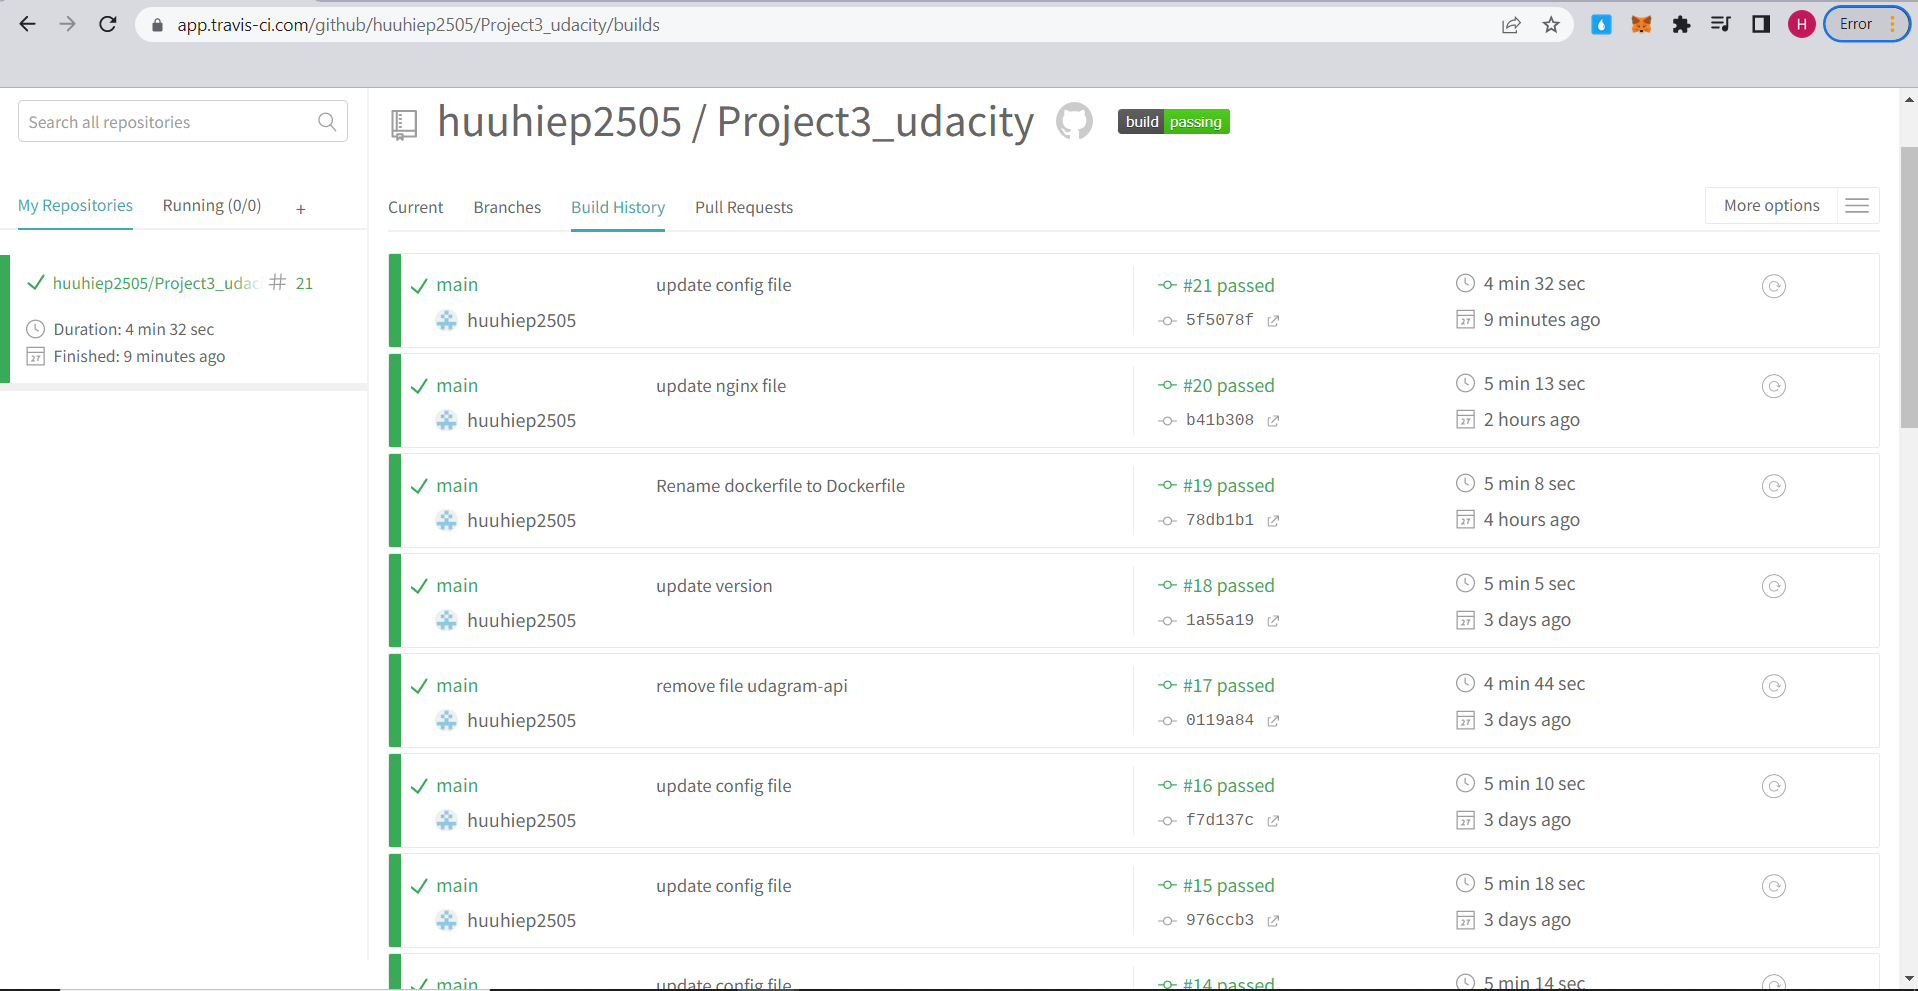 app.travis-ci.com/github/huuhiep2505/Project3_udacity/builds
H
Error
Search all repositories
huuhiep2505 / Project3_udacity
build passing
My Repositories
Running (0/0)
+
Current
Branches
Build History
Pull Requests
More options
huuhiep2505/Project3_udac
# 21
Duration: 4 min 32 sec
27
Finished: 9 minutes ago
main
update config file
#21 passed
4 min 32 sec
huuhiep2505
5f5078f
27
9 minutes ago
main
update nginx file
#20 passed
5 min 13 sec
huuhiep2505
b41b308
27
2 hours ago
main
Rename dockerfile to Dockerfile
#19 passed
5 min 8 sec
huuhiep2505
78db1b1
27
4 hours ago
main
update version
#18 passed
5 min 5 sec
huuhiep2505
1a55a19
27
3 days ago
main
remove file udagram-api
#17 passed
4 min 44 sec
huuhiep2505
0119a84
27
3 days ago
main
update config file
#16 passed
5 min 10 sec
huuhiep2505
f7d137c
27
3 days ago
main
update config file
#15 passed
5 min 18 sec
huuhiep2505
976ccb3
27
3 days ago
main
update config file
#14 passed
5 min 14 sec